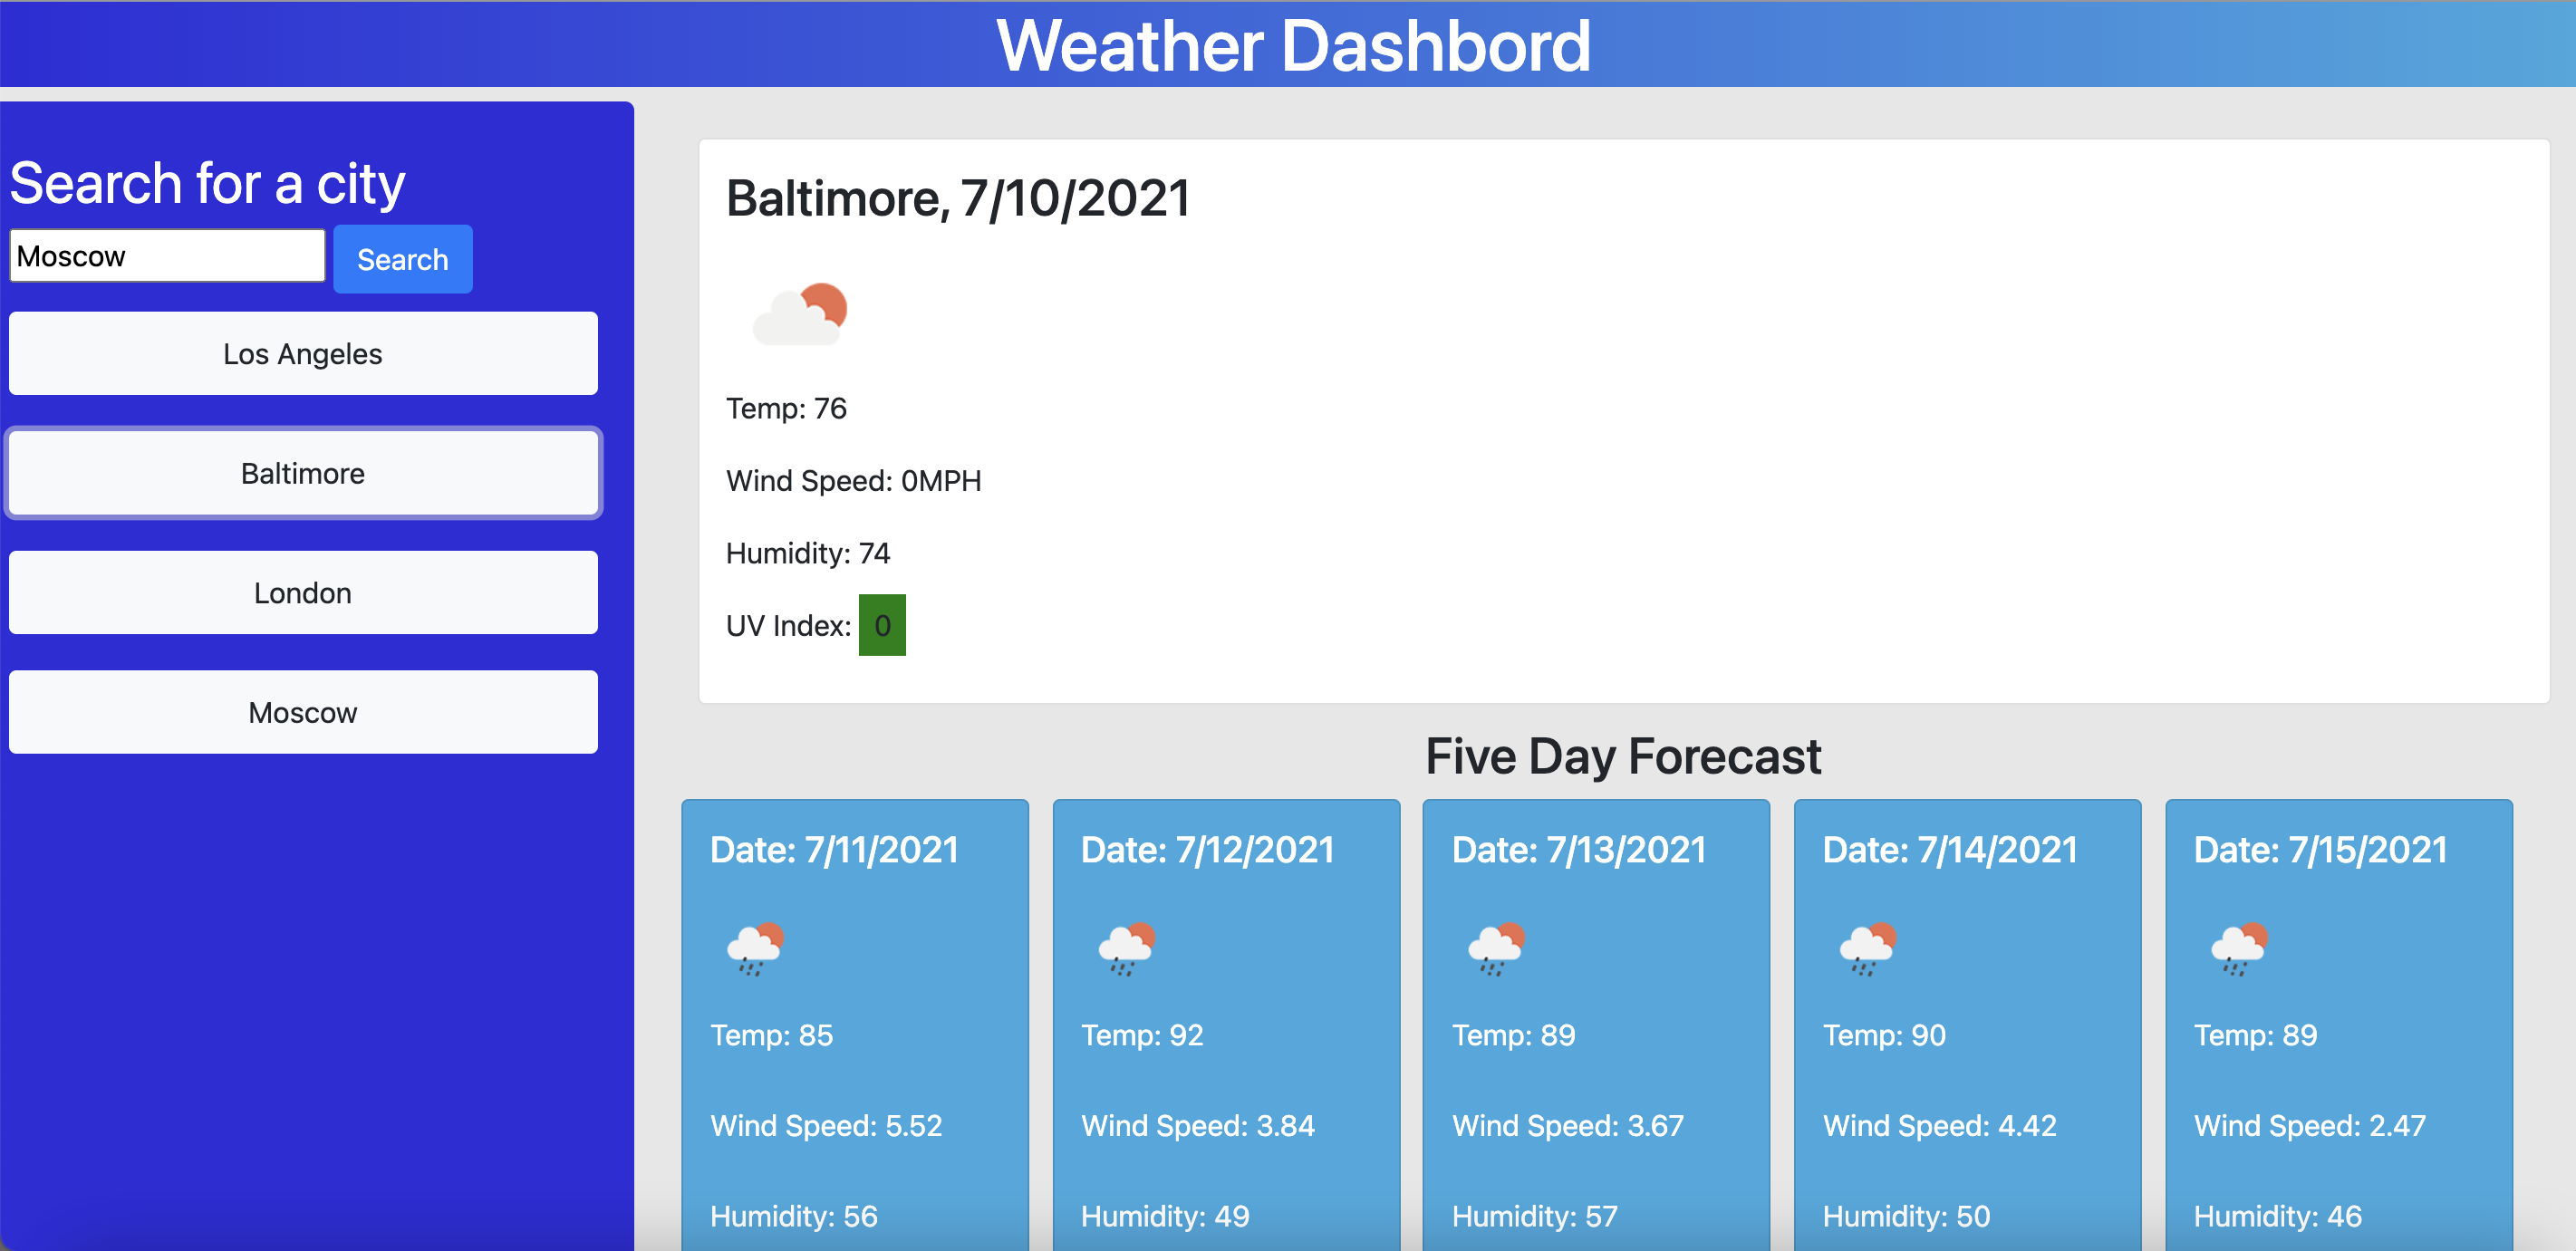 Weather Dashbord
Search for a city
Moscow
Search
Los Angeles
Baltimore
London
Moscow
Baltimore, 7/10/2021
Temp: 76
Wind Speed: 0MPH
Humidity: 74
UV Index: 0
Five Day Forecast
Date: 7/11/2021
Temp: 85
Wind Speed: 5.52
Humidity: 56
Date: 7/12/2021
Temp: 92
Wind Speed: 3.84
Humidity: 49
Date: 7/13/2021
Temp: 89
Wind Speed: 3.67
Humidity: 57
Date: 7/14/2021
Temp: 90
Wind Speed: 4.42
Humidity: 50
Date: 7/15/2021
Temp: 89
Wind Speed: 2.47
Humidity: 46